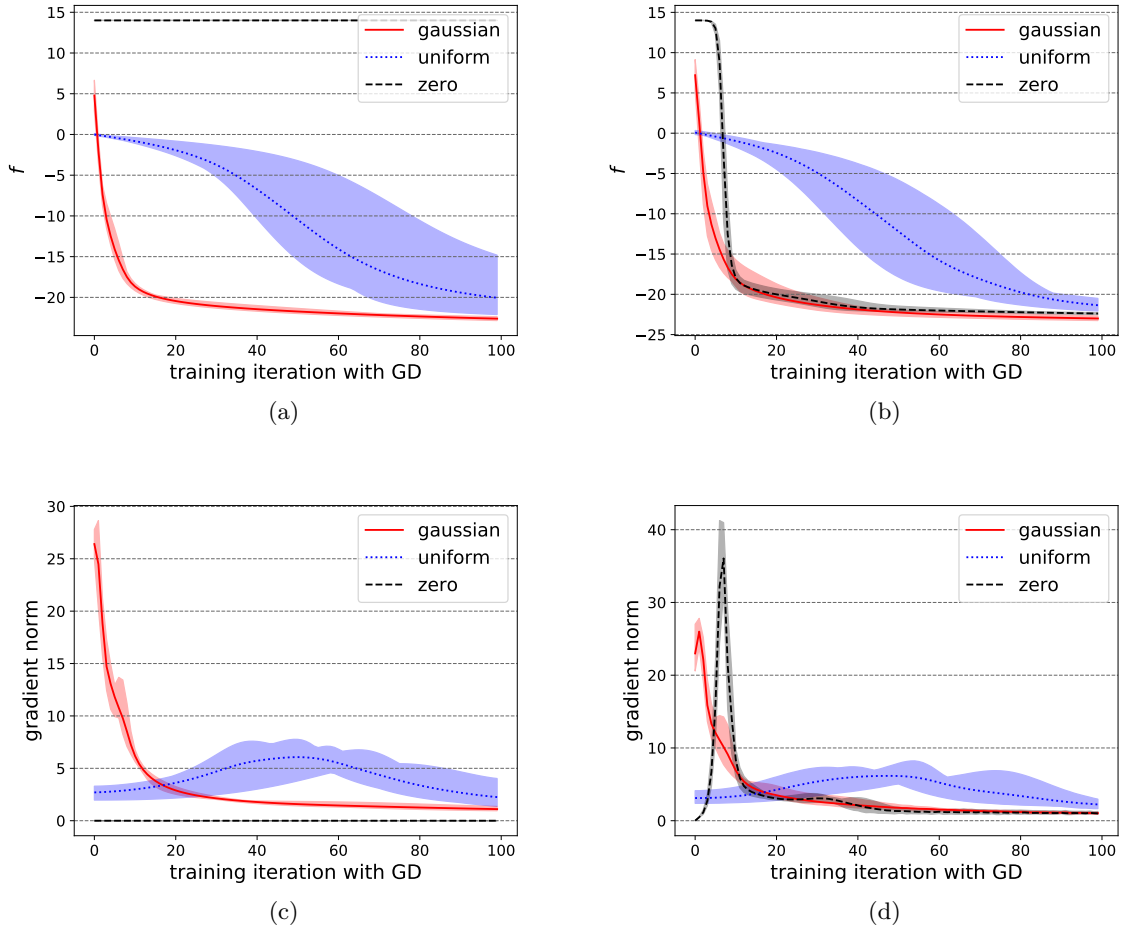 15
10
5
0
−5
−10
−15
−20
f
gaussian
uniform
zero
0 20 40 60 80 100
training iteration with GD
(a)
15
10
5
0
−5
−10
−15
−20
−25
f
gaussian
uniform
zero
0 20 40 60 80 100
training iteration with GD
(b)
30
25
20
15
10
5
0
gradient norm
gaussian
uniform
zero
0 20 40 60 80 100
training iteration with GD
(c)
40
30
20
10
0
gradient norm
gaussian
uniform
zero
0 20 40 60 80 100
training iteration with GD
(d)